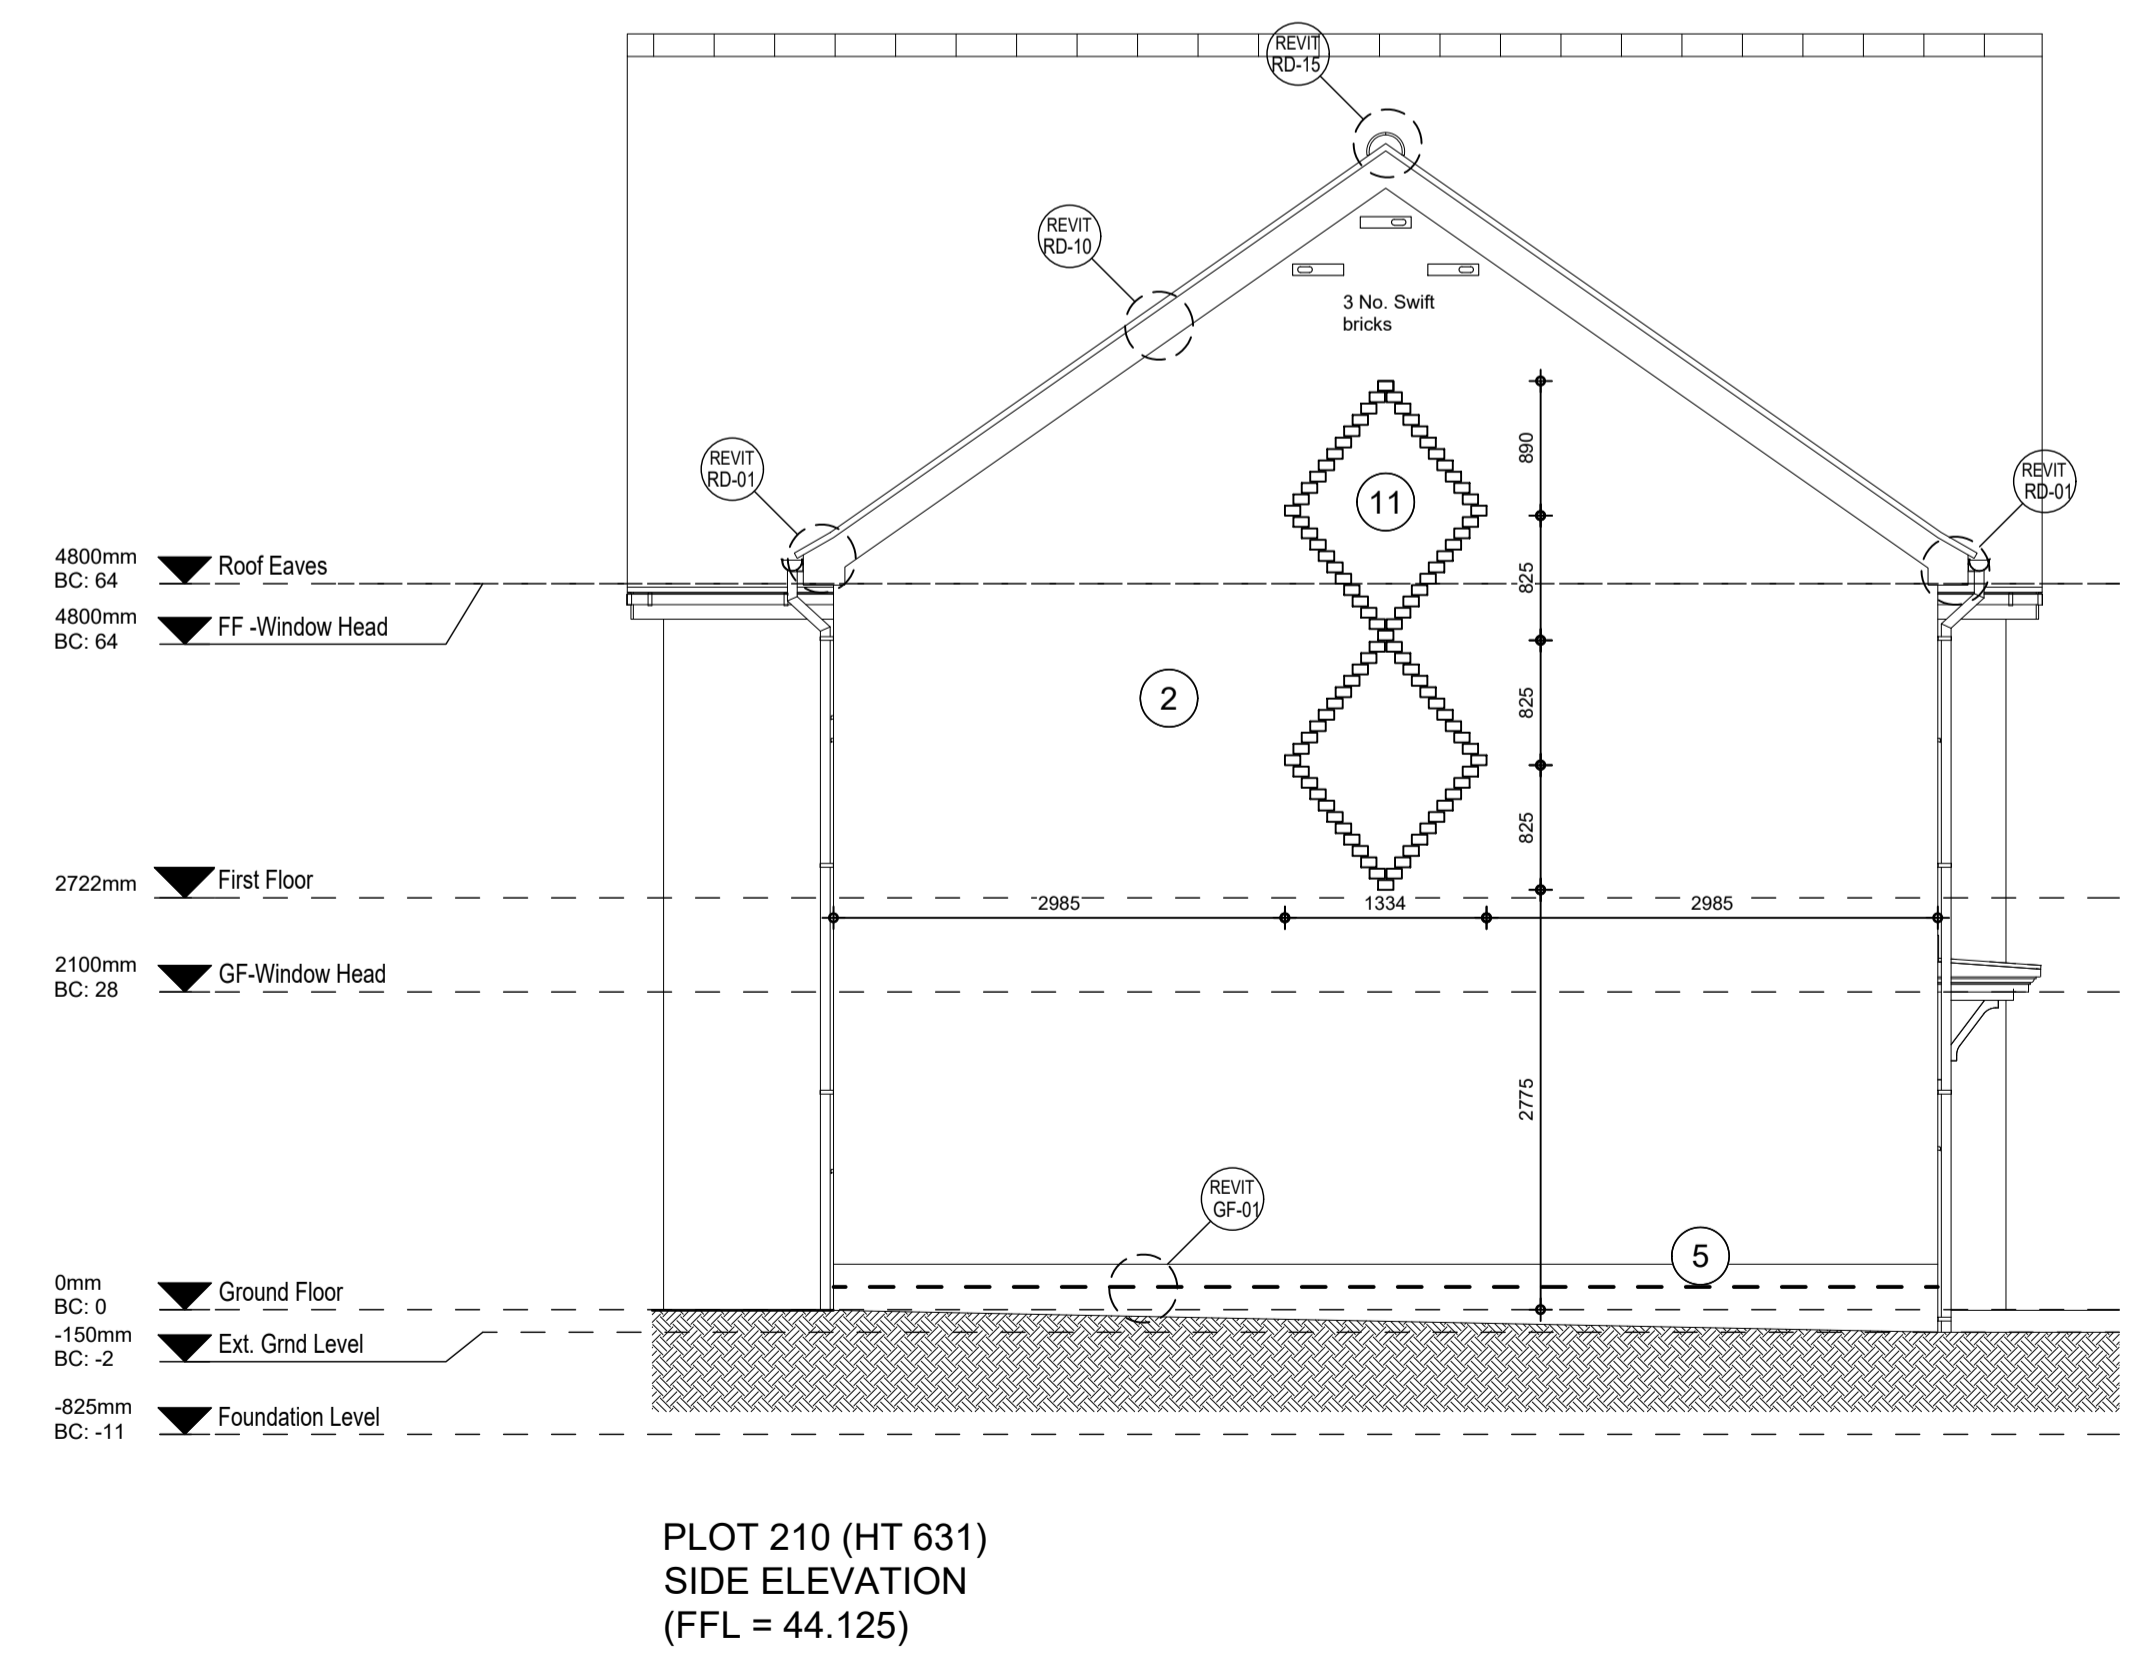 REVIT
RD-15
REVIT
RD-10
3 No. Swift
bricks
REVIT
RD-01
890
11
REVIT
RD-01
4800mm
BC: 64
Roof Eaves
825
4800mm
BC: 64
FF -Window Head
2
825
825
2722mm
First Floor
2985
1334
2985
2100mm
BC: 28
GF-Window Head
2775
REVIT
GF-01
5
0mm
BC: 0
Ground Floor
-150mm
BC: -2
Ext. Grnd Level
-825mm
BC: -11
Foundation Level
PLOT 210 (HT 631)
SIDE ELEVATION
(FFL = 44.125)